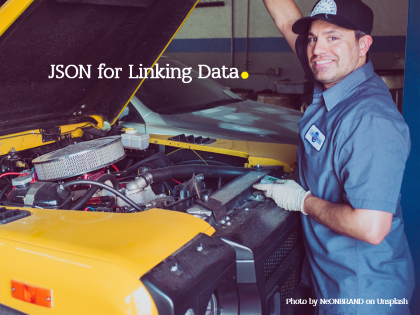 JSON for Linking Data.
Photo by NeONBRAND on Unsplash